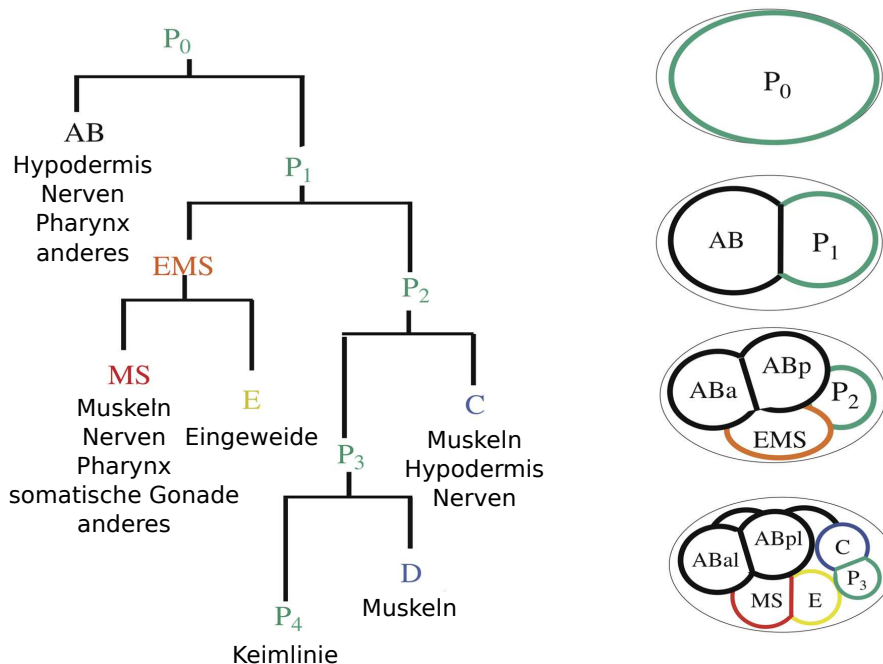 P0
AB
Hypodermis
Nerven
Pharynx
anderes
P1
EMS
P2
MS
Muskeln
Nerven
Pharynx
somatische Gonade
anderes
E
Eingeweide
C
Muskeln
Hypodermis
Nerven
P3
D
Muskeln
P4
Keimlinie
P0
AB
P1
ABa
ABp
P2
EMS
ABal
ABpl
C
P3
MS
E